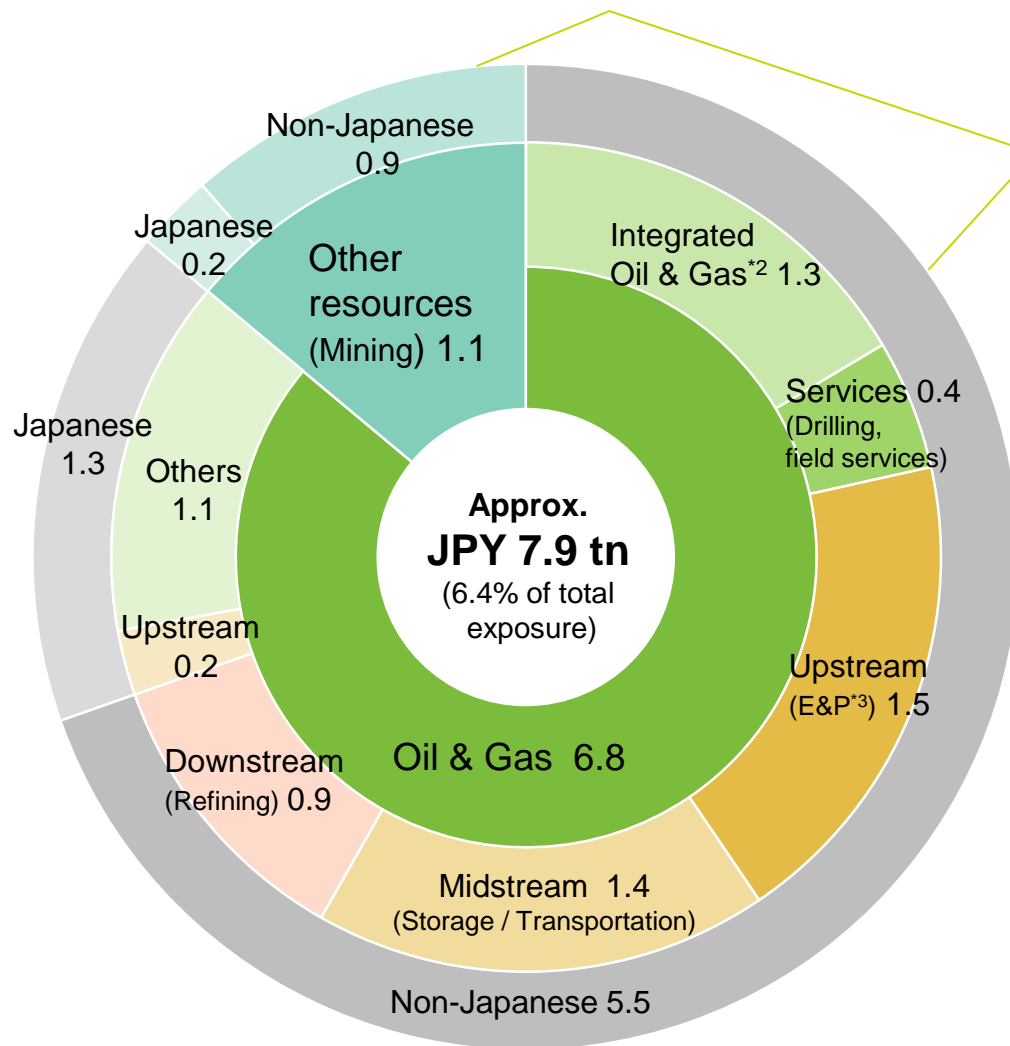 Non-Japanese
0.9
Japanese
0.2
Other
resources
(Mining) 1.1
Integrated
Oil & Gas*2 1.3
Services 0.4
(Drilling,
field services)
Japanese
1.3
Others
1.1
Approx.
JPY 7.9 tn
(6.4% of total
exposure)
Upstream
0.2
Upstream
(E&P*3) 1.5
Oil & Gas 6.8
Downstream
(Refining) 0.9
Midstream 1.4
(Storage / Transportation)
Non-Japanese 5.5